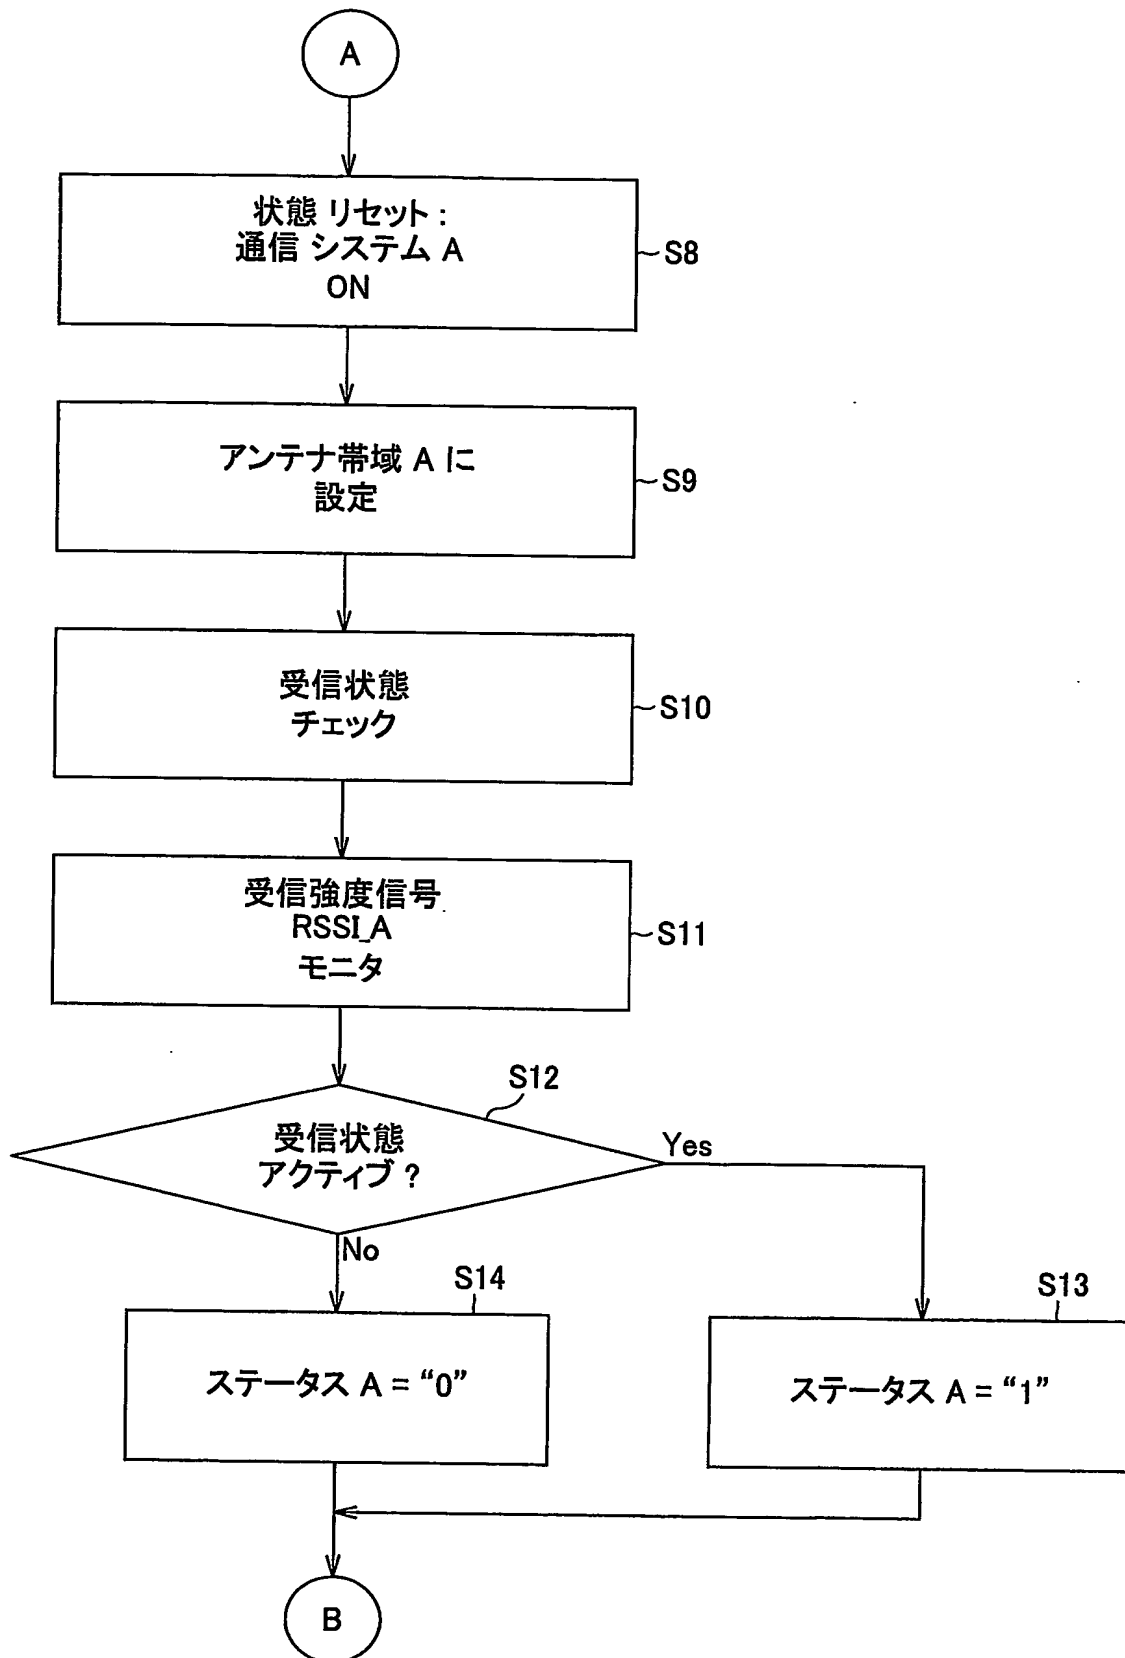 A
状態 リセット :
通信 システム A
ON
S8
アンテナ帯域 A に
設定
S9
受信状態
チェック
S10
受信強度信号
RSSI_A
モニタ
S11
S12
受信状態
アクティブ ?
Yes
No
S14
S13
ステータス A = “0”
ステータス A = “1”
B